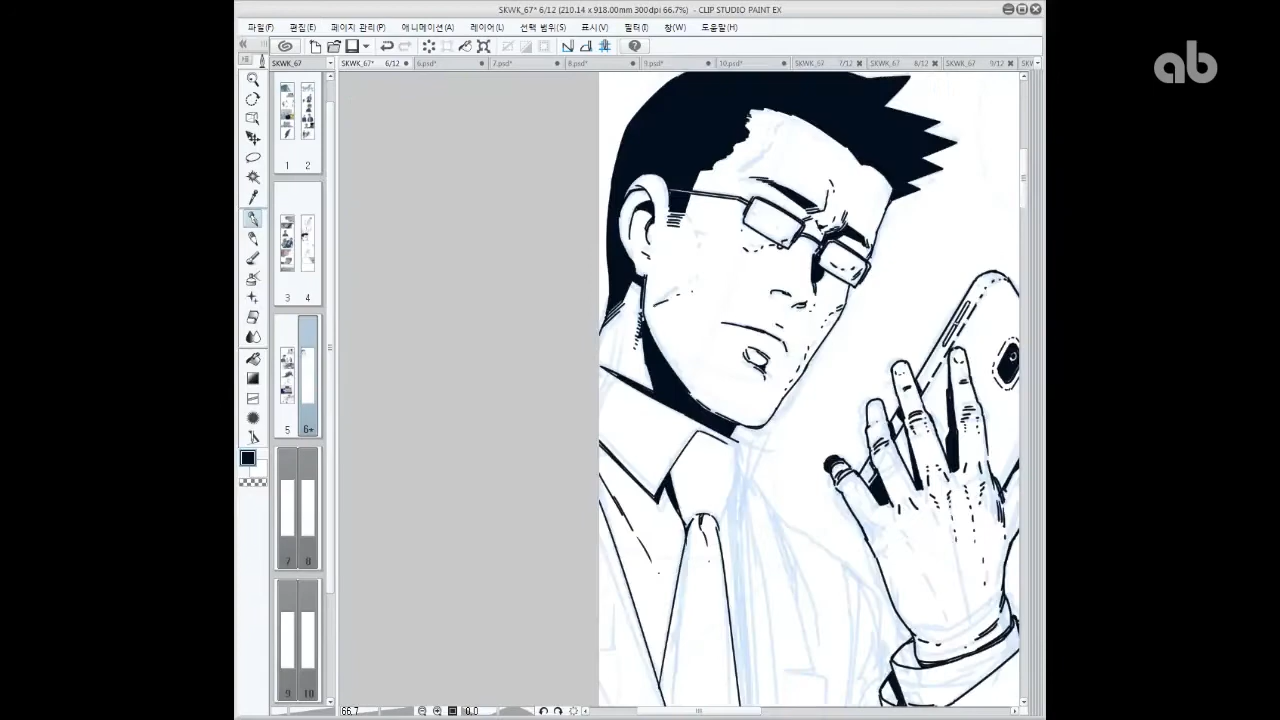 SKWK_67* 6/12 (210.14 x 918.00mm 300dpi 66.7%) - CLIP STUDIO PAINT EX
파일(F) 편집(E) 페이지 관리(P) 애니메이션(A) 레이어(L) 선택 범위(S) 표시(V) 필터(I) 창(W) 도움말(H)
SKWK_67 SKWK_67* 6/12 6.psd* 7.psd* 8.psd* 9.psd* 10.psd* SKWK_67 7/12 SKWK_67 8/12 SKWK_67 9/12
ab
1 2
3 4
5 6+
7 8
9 10
66.7 0.0